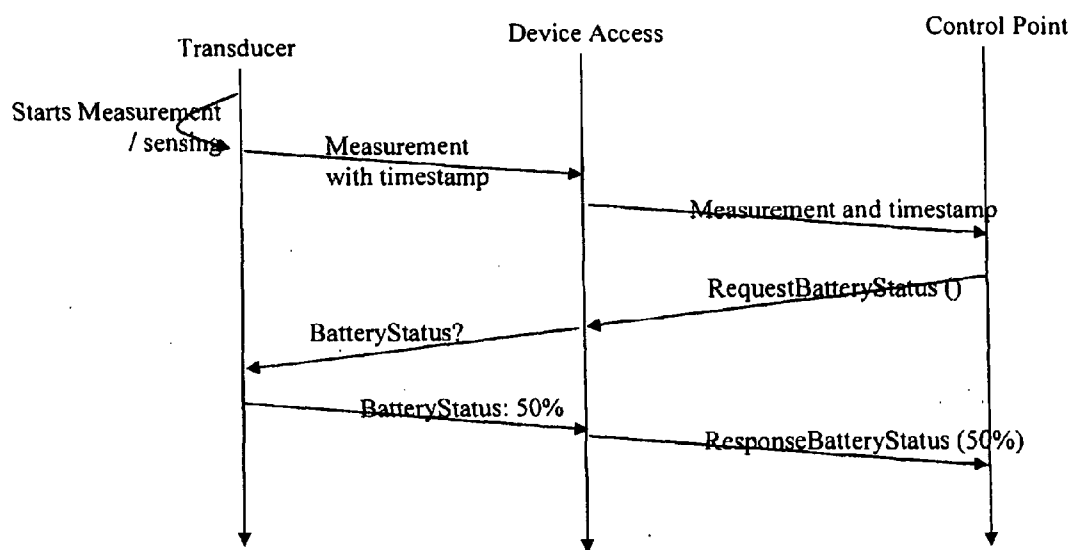 Transducer
Device Access
Control Point
Starts Measurement
/ sensing
Measurement
with timestamp
Measurement and timestamp
RequestBatteryStatus ()
BatteryStatus?
BatteryStatus: 50%
ResponseBatteryStatus (50%)